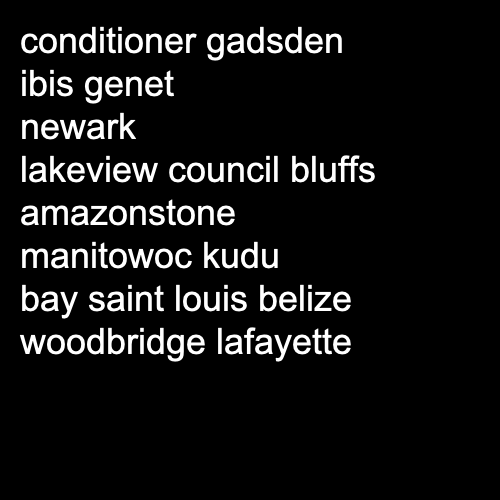 conditioner gadsden
ibis genet
newark
lakeview council bluffs
amazonstone
manitowoc kudu
bay saint louis belize
woodbridge lafayette